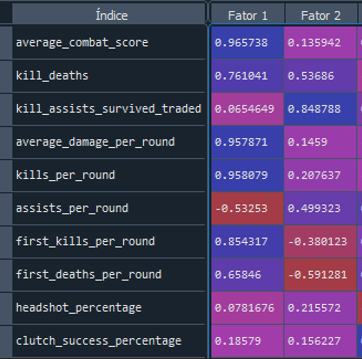 Índice Fator 1 Fator 2
average_combat_score 0.965738 0.135942
kill_deaths 0.761041 0.53686
kill_assists_survived_traded 0.0654649 0.848788
average_damage_per_round 0.957871 0.1459
kills_per_round 0.958079 0.207637
assists_per_round -0.53253 0.499323
first_kills_per_round 0.854317 -0.380123
first_deaths_per_round 0.65846 -0.591281
headshot_percentage 0.0781676 0.215572
clutch_success_percentage 0.18579 0.156227